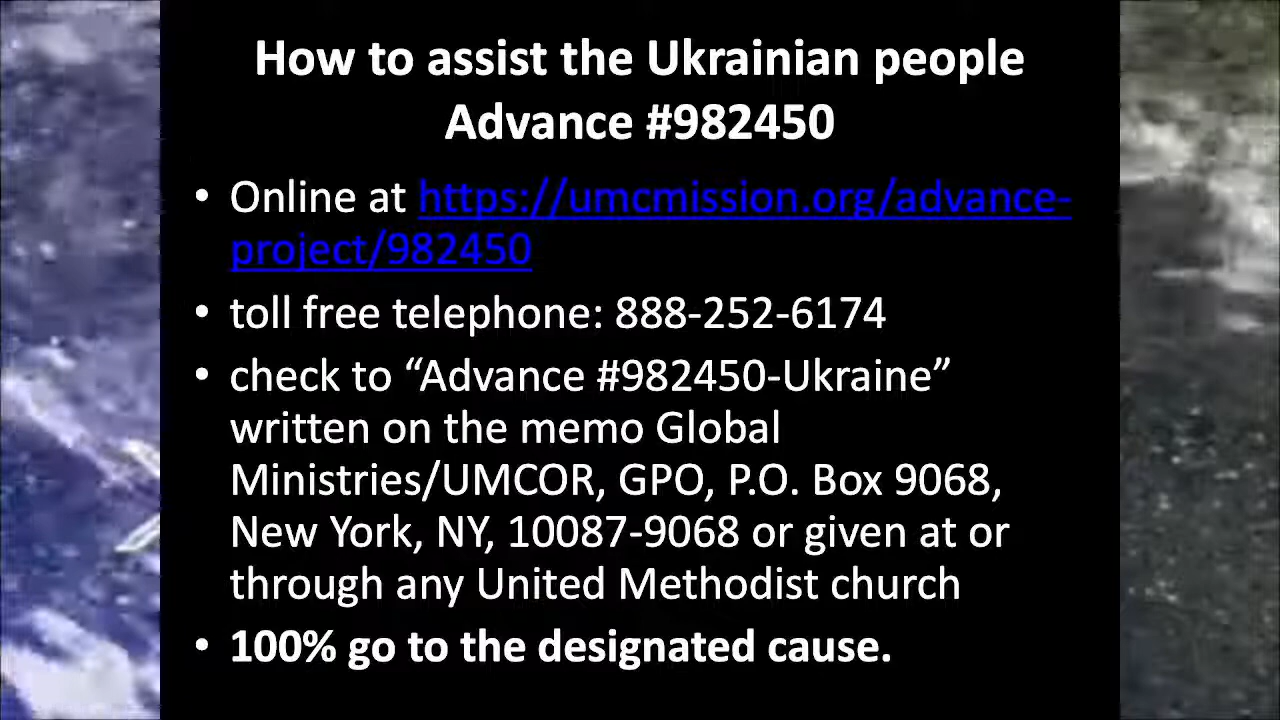 How to assist the Ukrainian people
Advance #982450
• Online at https://umcmission.org/advance-
project/982450
• toll free telephone: 888-252-6174
• check to “Advance #982450-Ukraine”
written on the memo Global
Ministries/UMCOR, GPO, P.O. Box 9068,
New York, NY, 10087-9068 or given at or
through any United Methodist church
• 100% go to the designated cause.